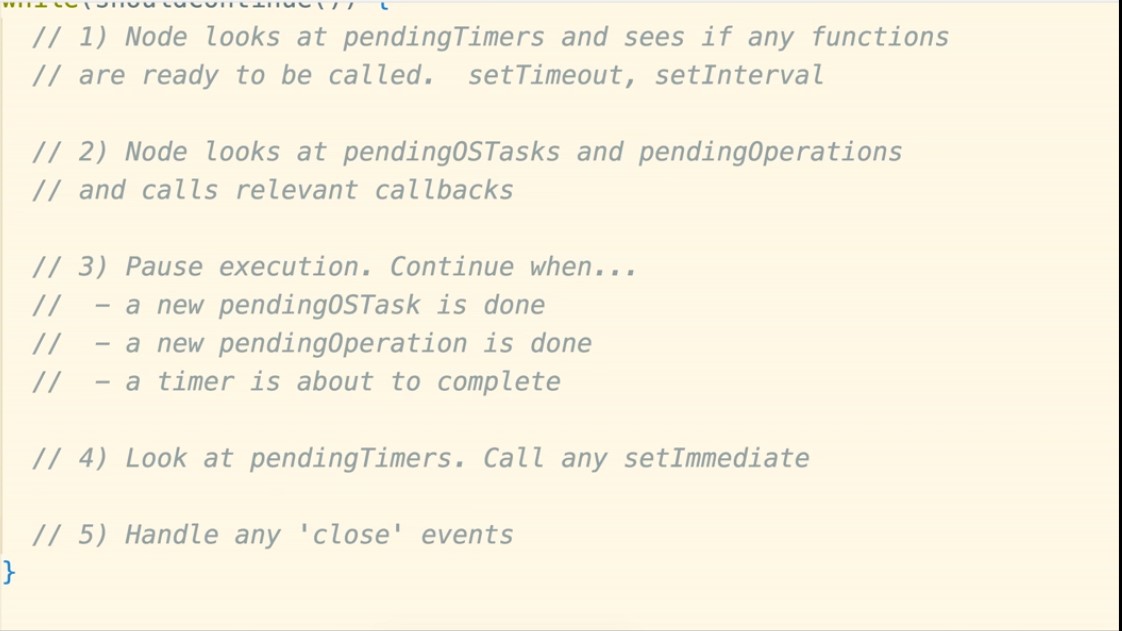 while(shouldContinue()) {
// 1) Node looks at pendingTimers and sees if any functions
// are ready to be called.  setTimeout, setInterval
// 2) Node looks at pendingOSTasks and pendingOperations
// and calls relevant callbacks
// 3) Pause execution. Continue when...
//  – a new pendingOSTask is done
//  – a new pendingOperation is done
//  – a timer is about to complete
// 4) Look at pendingTimers. Call any setImmediate
// 5) Handle any 'close' events
}